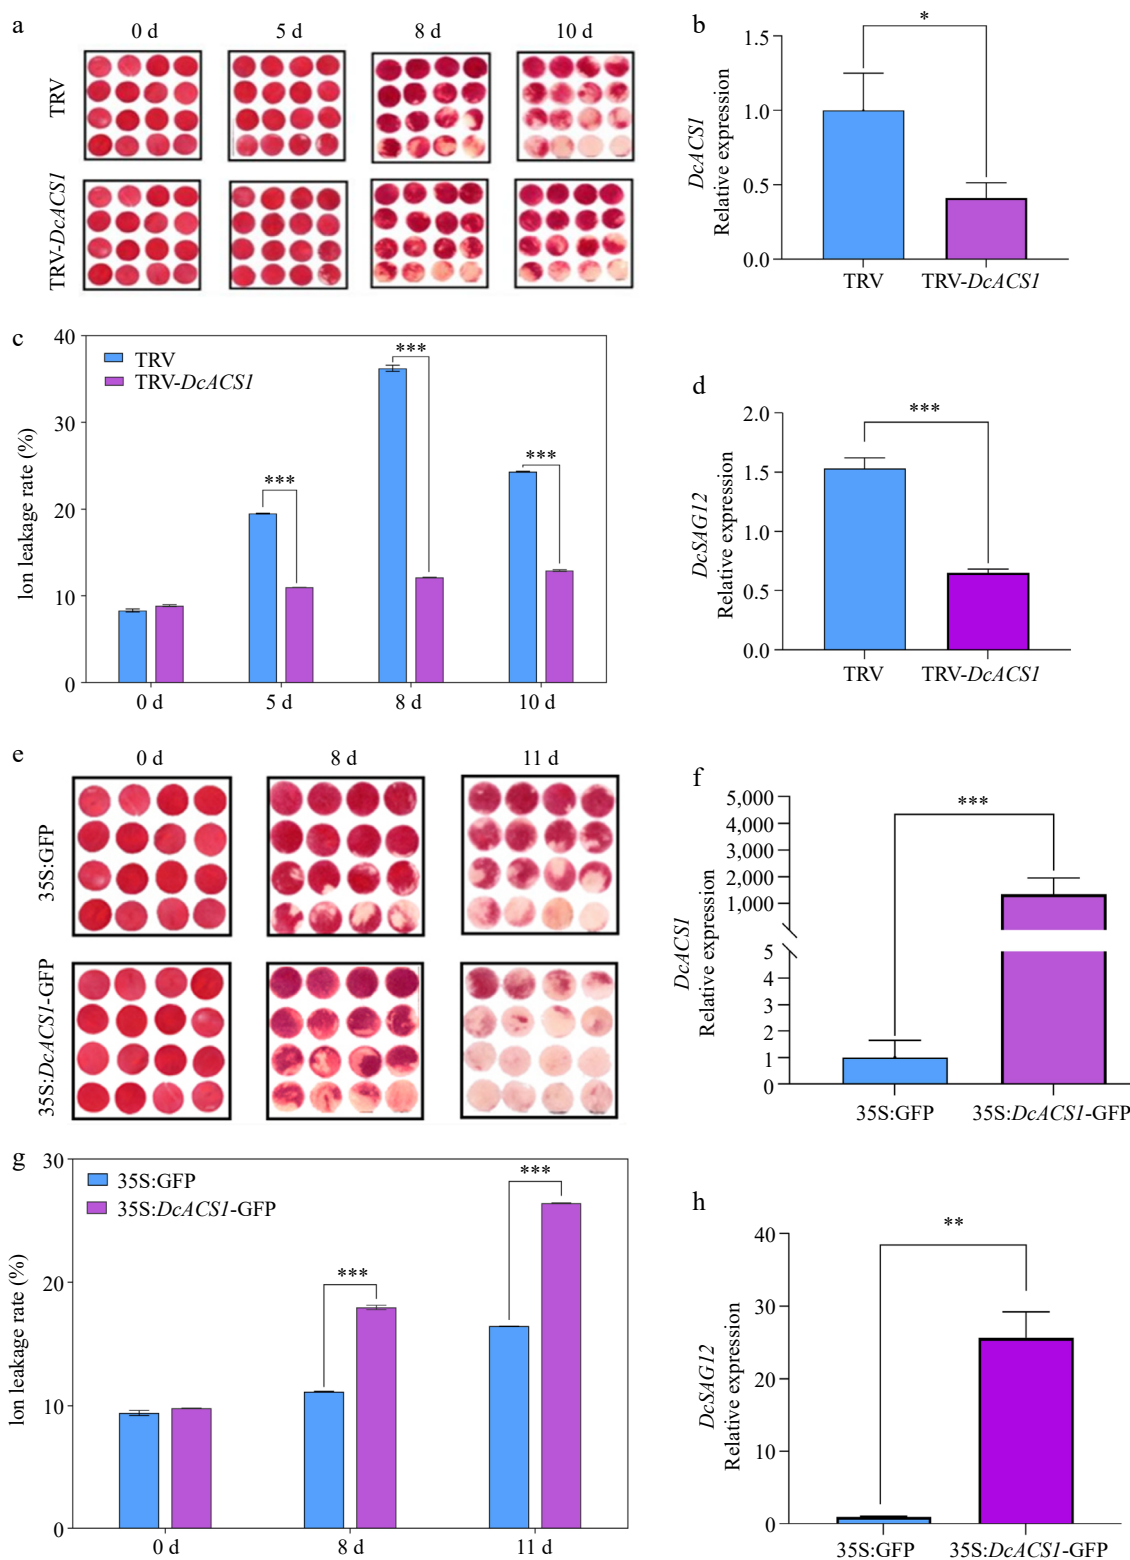 a
0 d
5 d
8 d
10 d
TRV
TRV-DcACS1
b
DcACS1
Relative expression
1.5
1.0
0.5
0.0
*
TRV
TRV-DcACS1
c
Ion leakage rate (%)
40
30
20
10
0
TRV
TRV-DcACS1
***
***
***
0 d
5 d
8 d
10 d
d
DcSAG12
Relative expression
2.0
1.5
1.0
0.5
0.0
***
TRV
TRV-DcACS1
e
0 d
8 d
11 d
35S:GFP
35S:DcACS1-GFP
f
DcACS1
Relative expression
5,000
4,000
3,000
2,000
1,000
5
4
3
2
1
0
***
35S:GFP
35S:DcACS1-GFP
g
Ion leakage rate (%)
30
20
10
0
35S:GFP
35S:DcACS1-GFP
***
***
0 d
8 d
11 d
h
DcSAG12
Relative expression
40
30
20
10
0
**
35S:GFP
35S:DcACS1-GFP